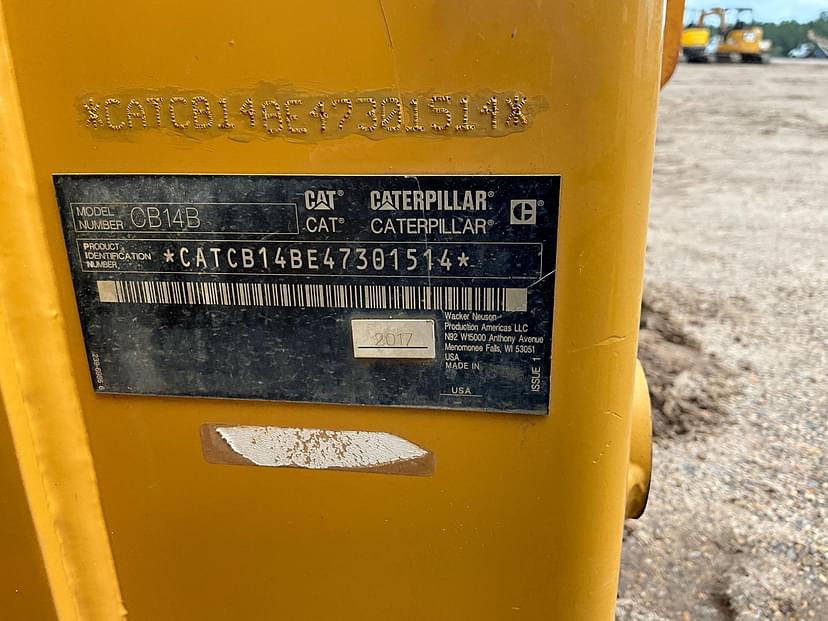 *CATCB14BE47301514*
CAT® CATERPILLAR®
CAT® CATERPILLAR®
MODEL NUMBER CB14B
PRODUCT IDENTIFICATION NUMBER *CATCB14BE47301514*
2017
Wacker Neuson
Production Americas LLC
N92 W15000 Anthony Avenue
Menomonee Falls, WI 53051
USA
MADE IN
USA
ISSUE 1